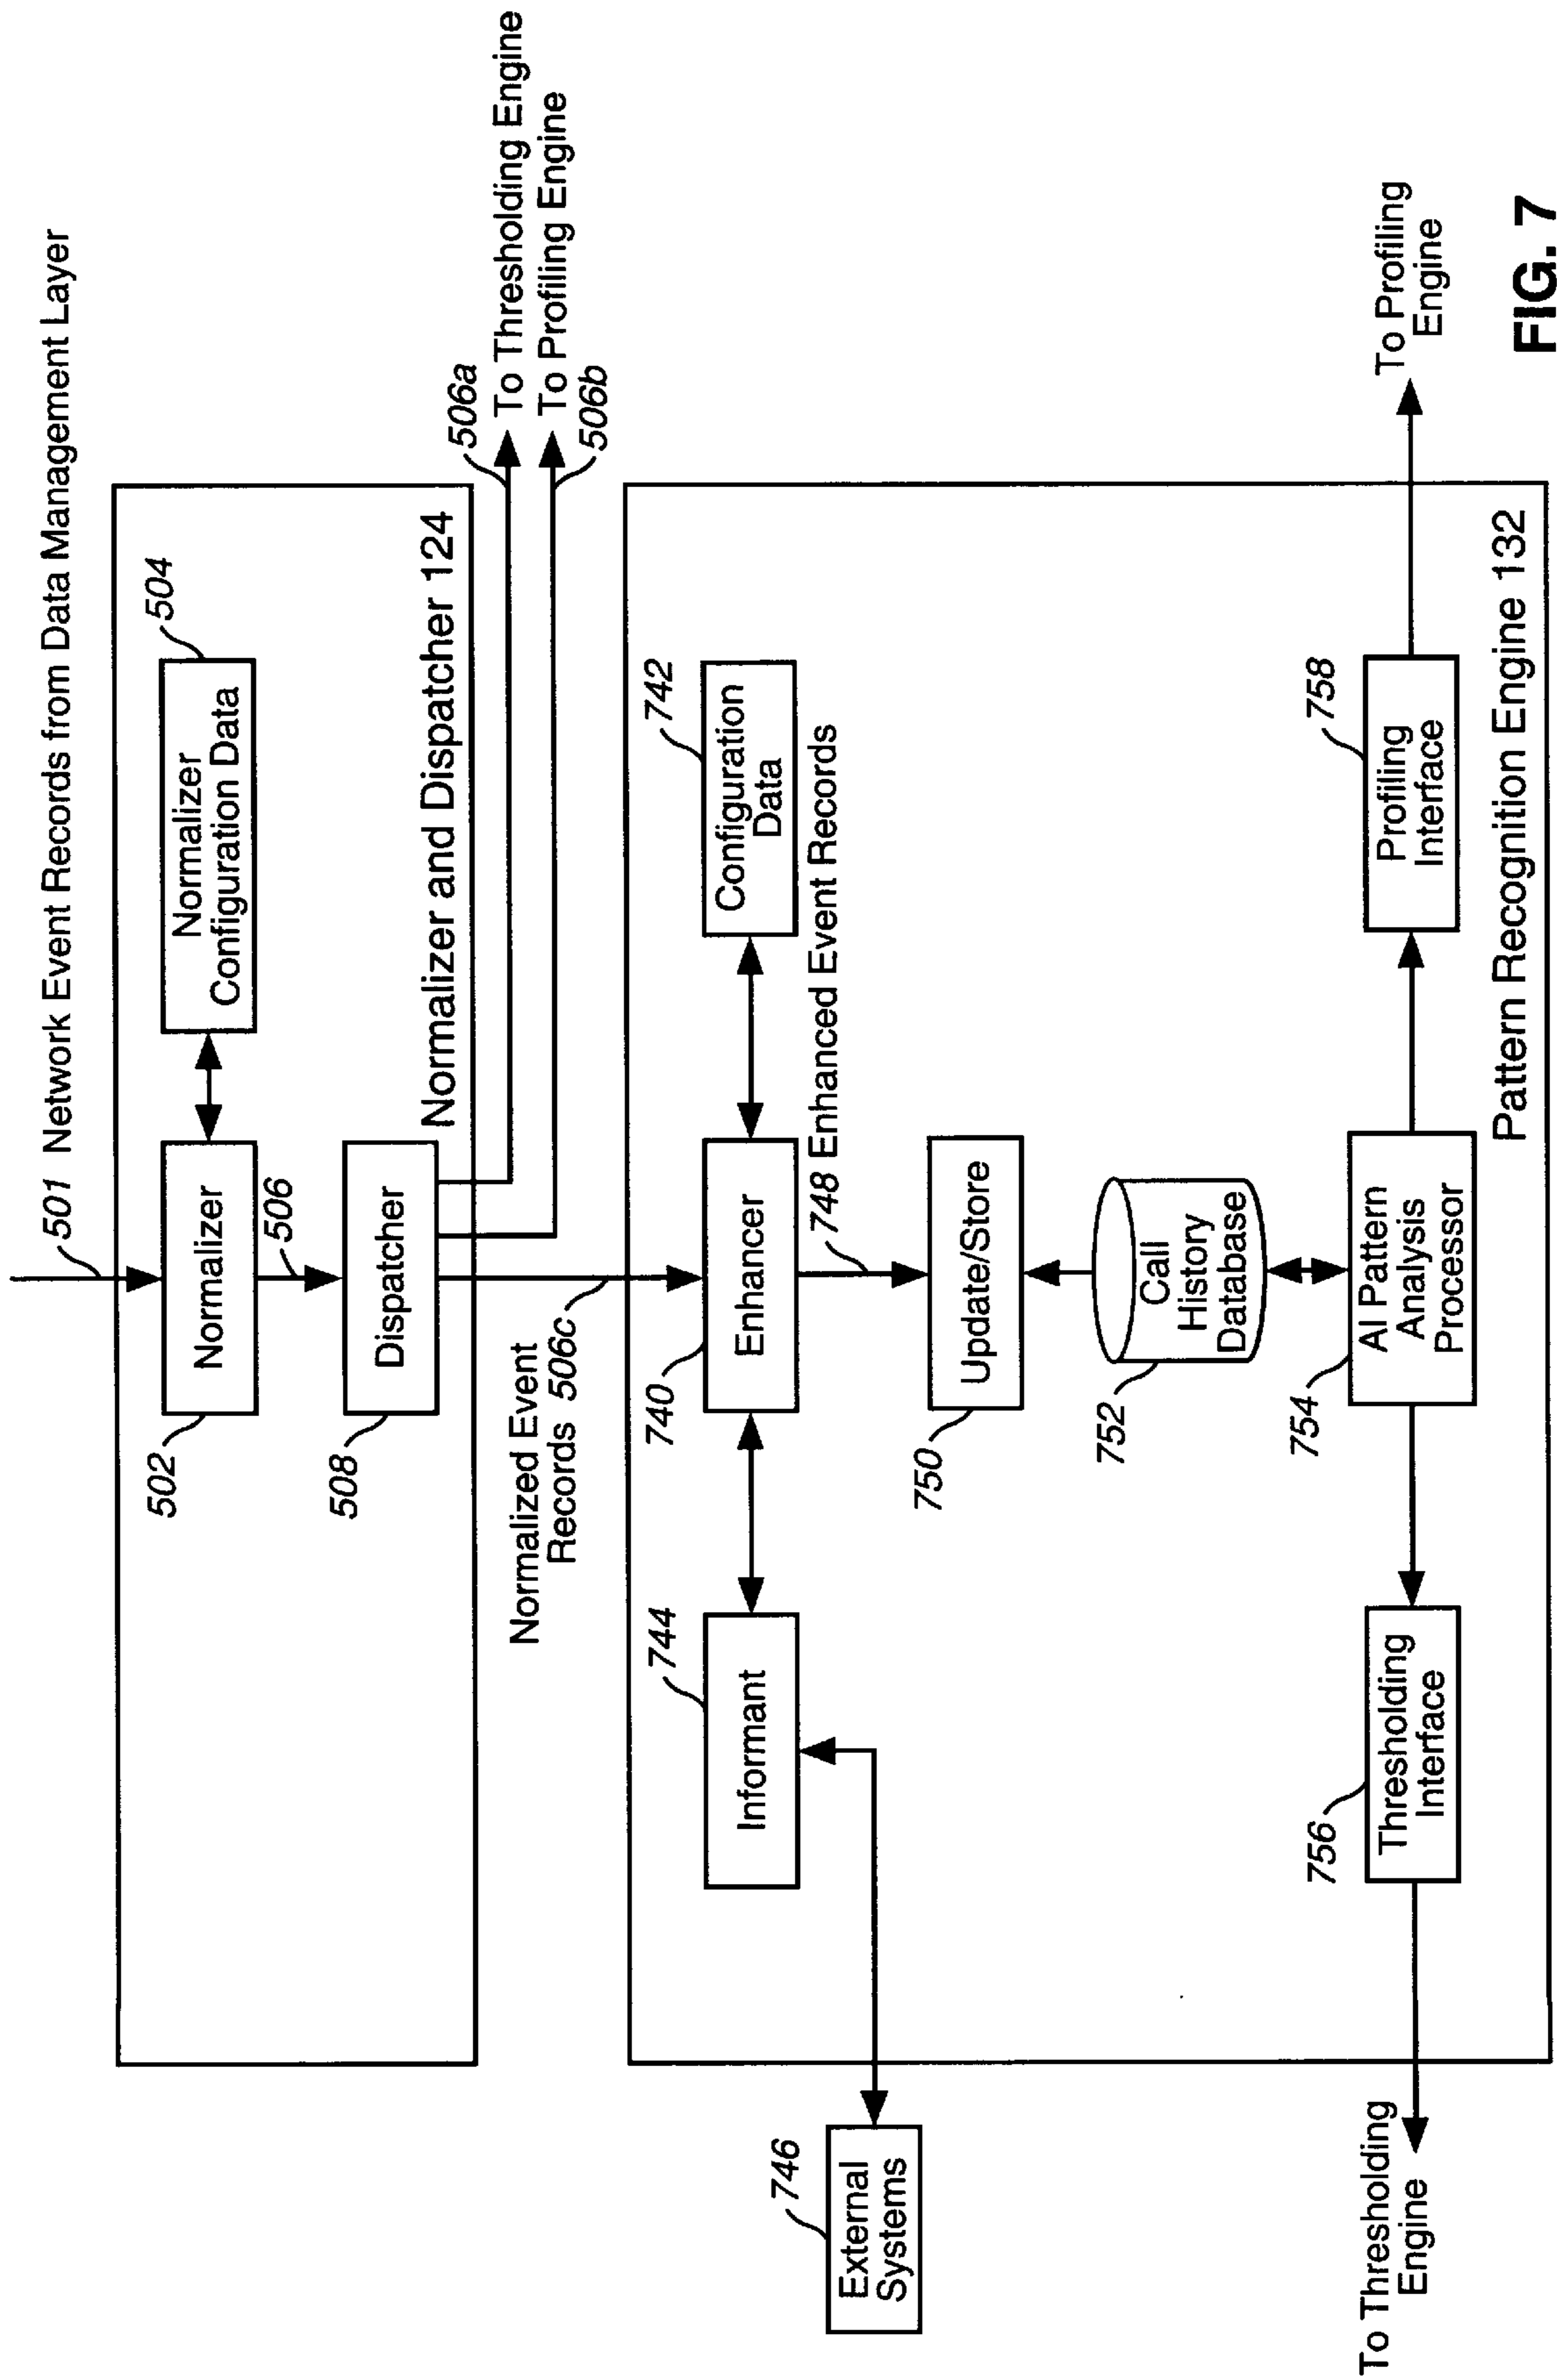 501 Network Event Records from Data Management Layer
502
Normalizer
Normalizer
Configuration Data
504
506
508
Dispatcher
Normalizer and Dispatcher 124
506a
To Thresholding Engine
To Profiling Engine
506b
Normalized Event
Records 506c
744
Informant
740
Enhancer
742
Configuration
Data
748 Enhanced Event Records
746
External
Systems
750
Update/Store
752
Call
History
Database
754
AI Pattern
Analysis
Processor
756
Thresholding
Interface
758
Profiling
Interface
To Thresholding
Engine
To Profiling
Engine
Pattern Recognition Engine 132
FIG. 7